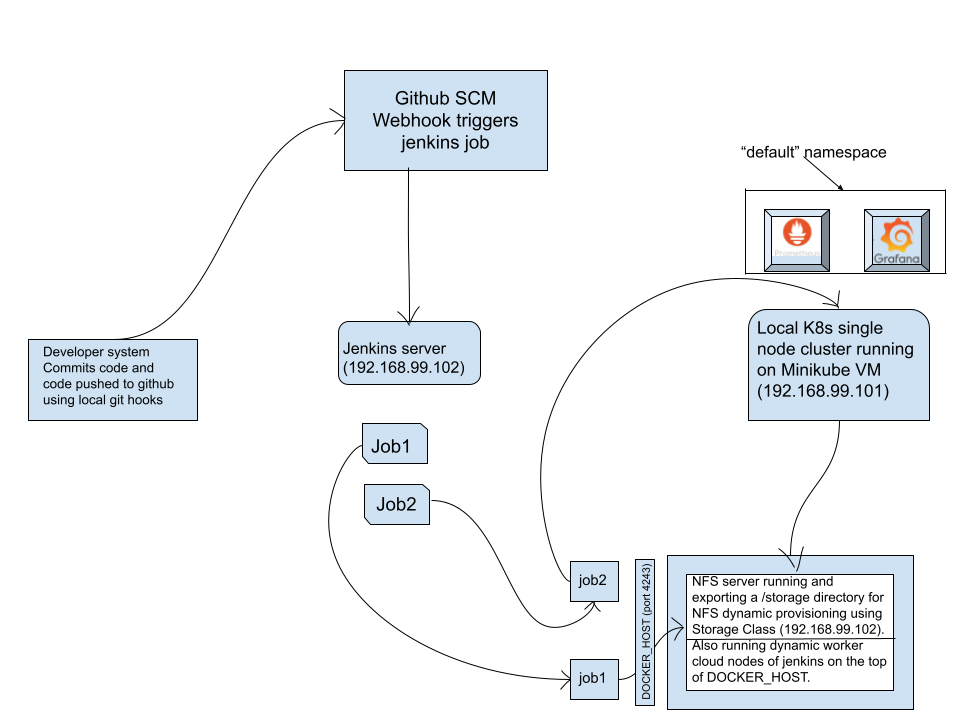 Github SCM
Webhook triggers
jenkins job
“default” namespace
Prometheus
Grafana
Local K8s single
node cluster running
on Minikube VM
(192.168.99.101)
Jenkins server
(192.168.99.102)
Developer system
Commits code and
code pushed to github
using local git hooks
Job1
Job2
job2
job1
DOCKER_HOST (port 4243)
NFS server running and
exporting a /storage directory for
NFS dynamic provisioning using
Storage Class (192.168.99.102).
Also running dynamic worker
cloud nodes of jenkins on the top
of DOCKER_HOST.